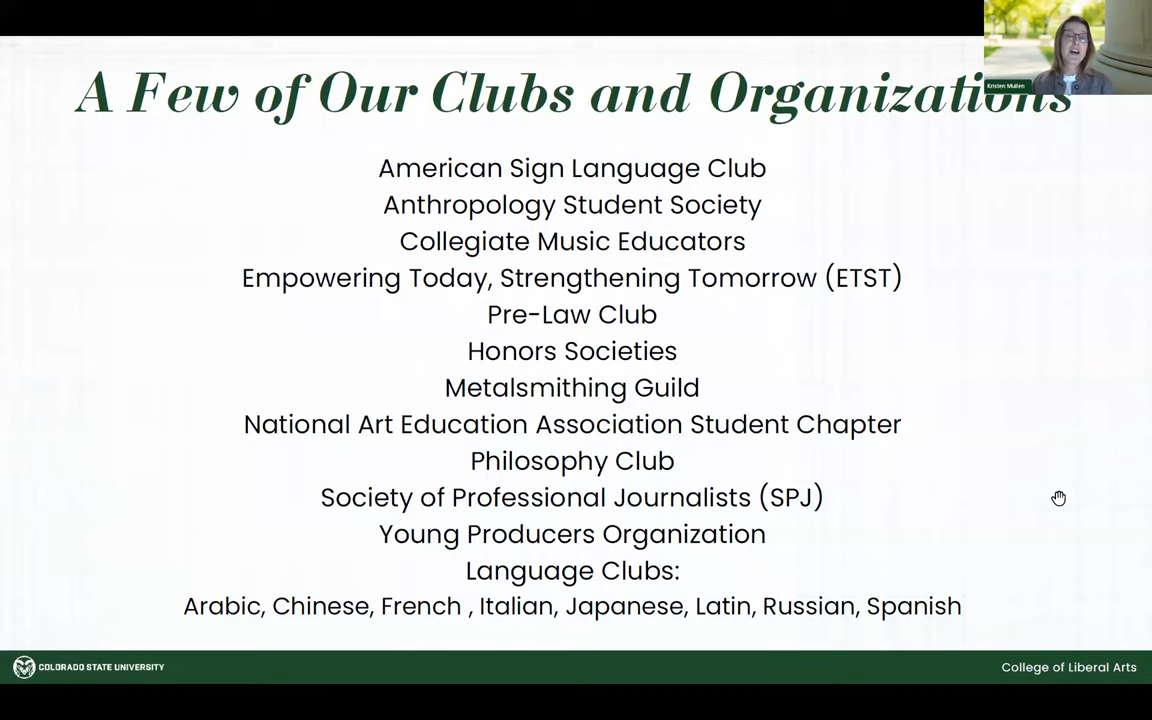 A Few of Our Clubs and Organizations
Kristen Mullen
American Sign Language Club
Anthropology Student Society
Collegiate Music Educators
Empowering Today, Strengthening Tomorrow (ETST)
Pre-Law Club
Honors Societies
Metalsmithing Guild
National Art Education Association Student Chapter
Philosophy Club
Society of Professional Journalists (SPJ)
Young Producers Organization
Language Clubs:
Arabic, Chinese, French , Italian, Japanese, Latin, Russian, Spanish
COLORADO STATE UNIVERSITY
College of Liberal Arts